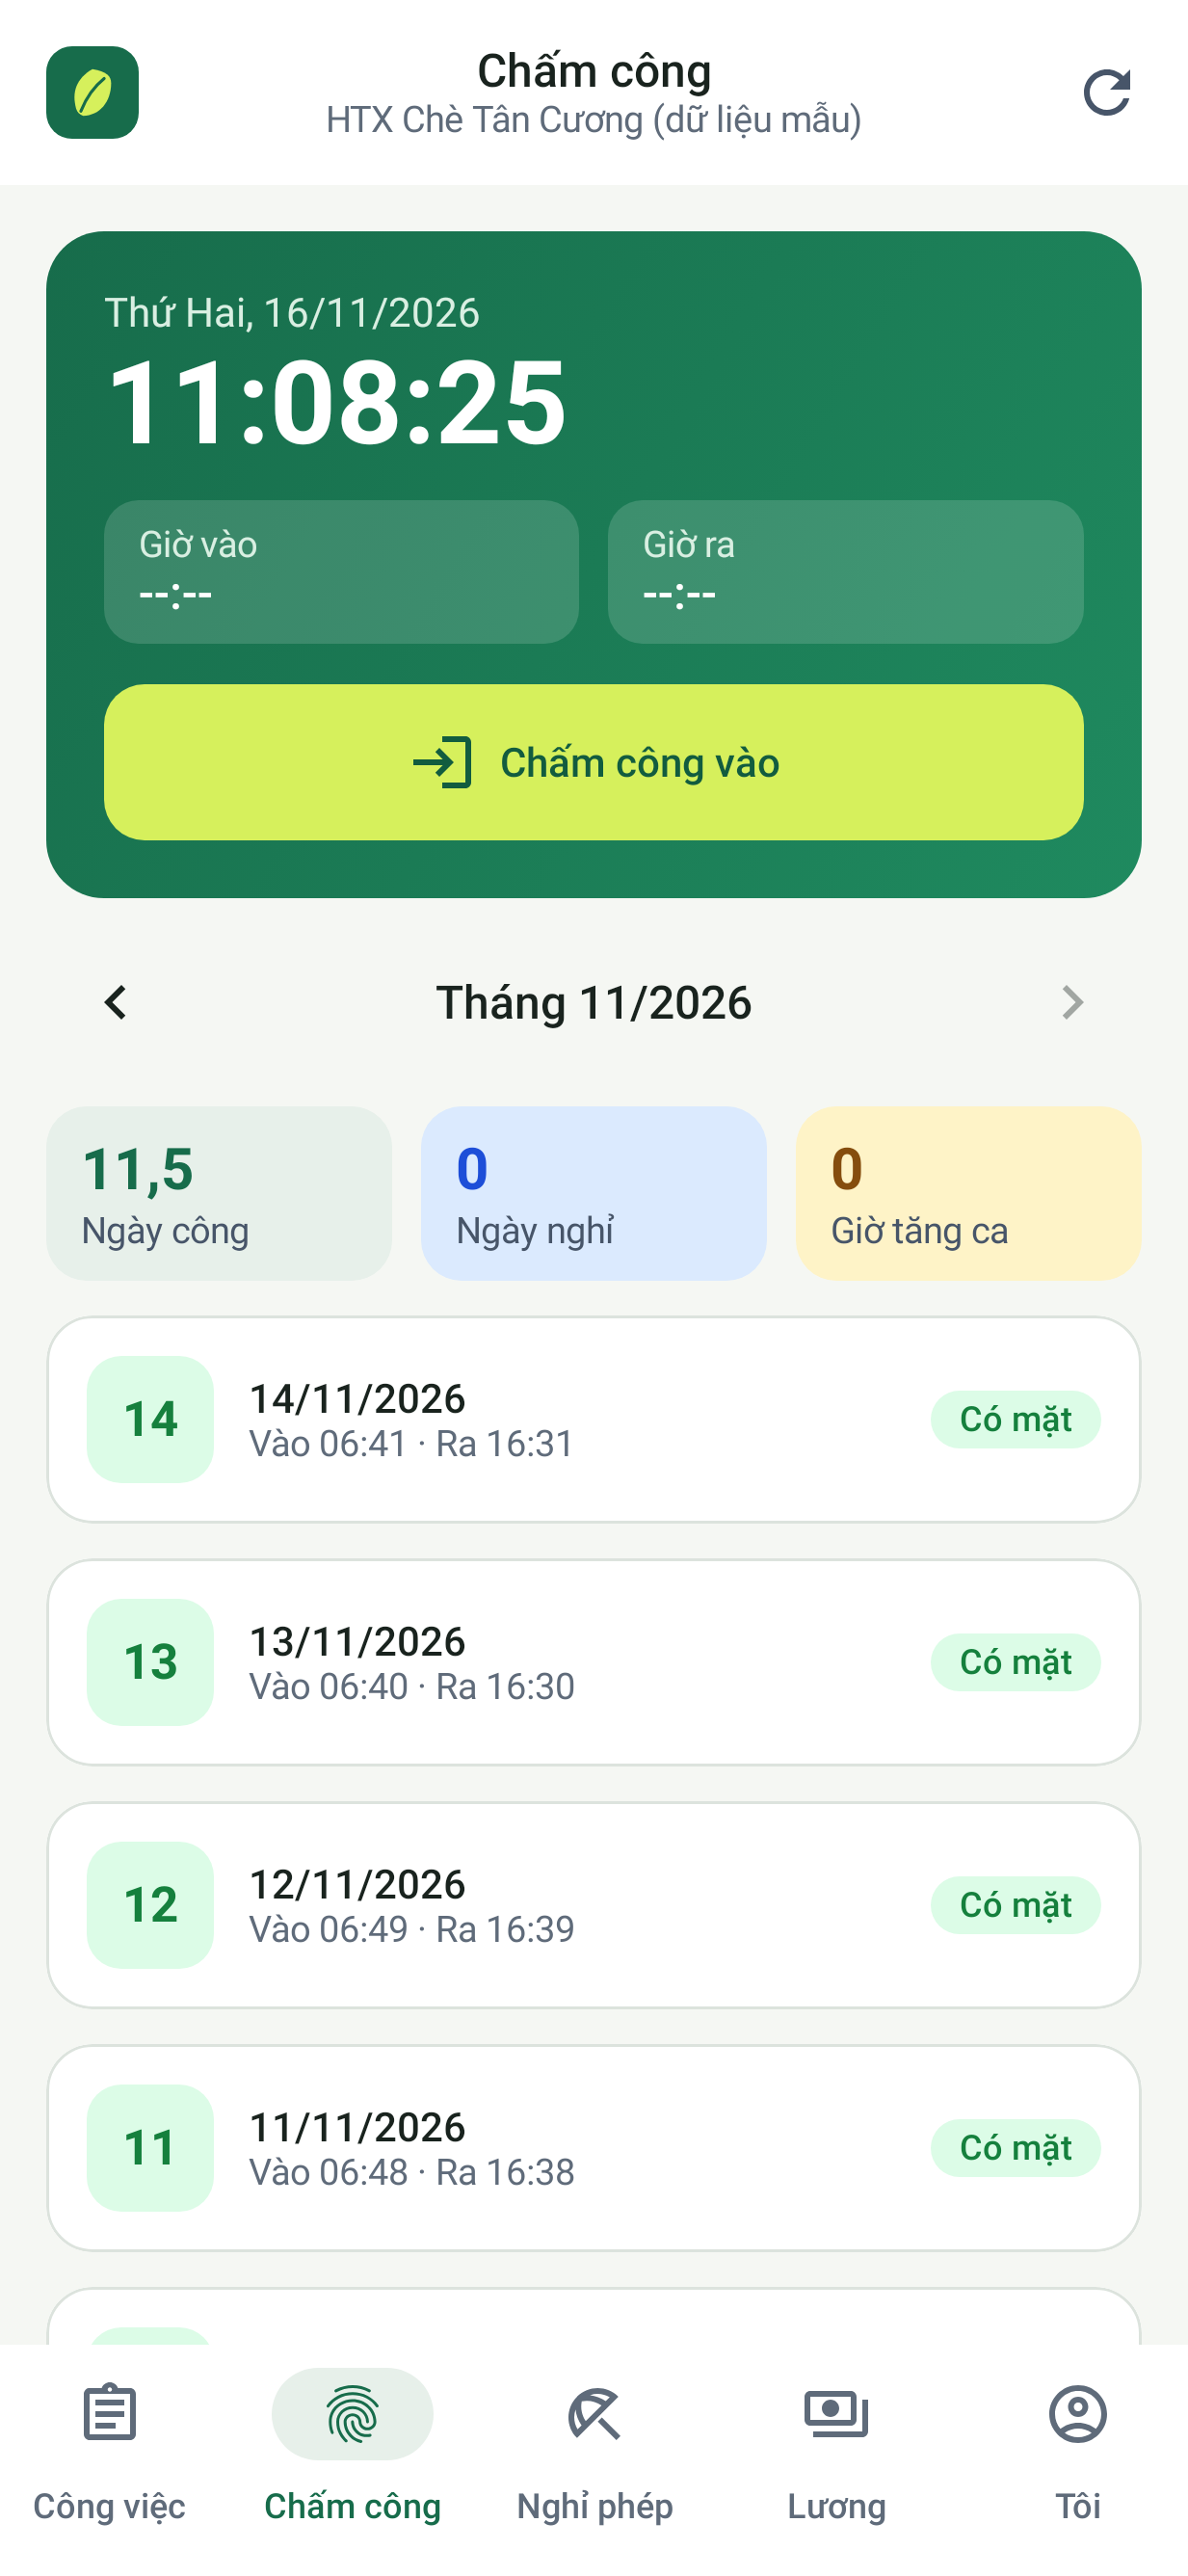 Chấm công
HTX Chè Tân Cương (dữ liệu mẫu)
Thứ Hai, 16/11/2026
11:08:25
Giờ vào
--:--
Giờ ra
--:--
Chấm công vào
Tháng 11/2026
11,5
Ngày công
0
Ngày nghỉ
0
Giờ tăng ca
14
14/11/2026
Vào 06:41 · Ra 16:31
Có mặt
13
13/11/2026
Vào 06:40 · Ra 16:30
Có mặt
12
12/11/2026
Vào 06:49 · Ra 16:39
Có mặt
11
11/11/2026
Vào 06:48 · Ra 16:38
Có mặt
Công việc
Chấm công
Nghỉ phép
Lương
Tôi